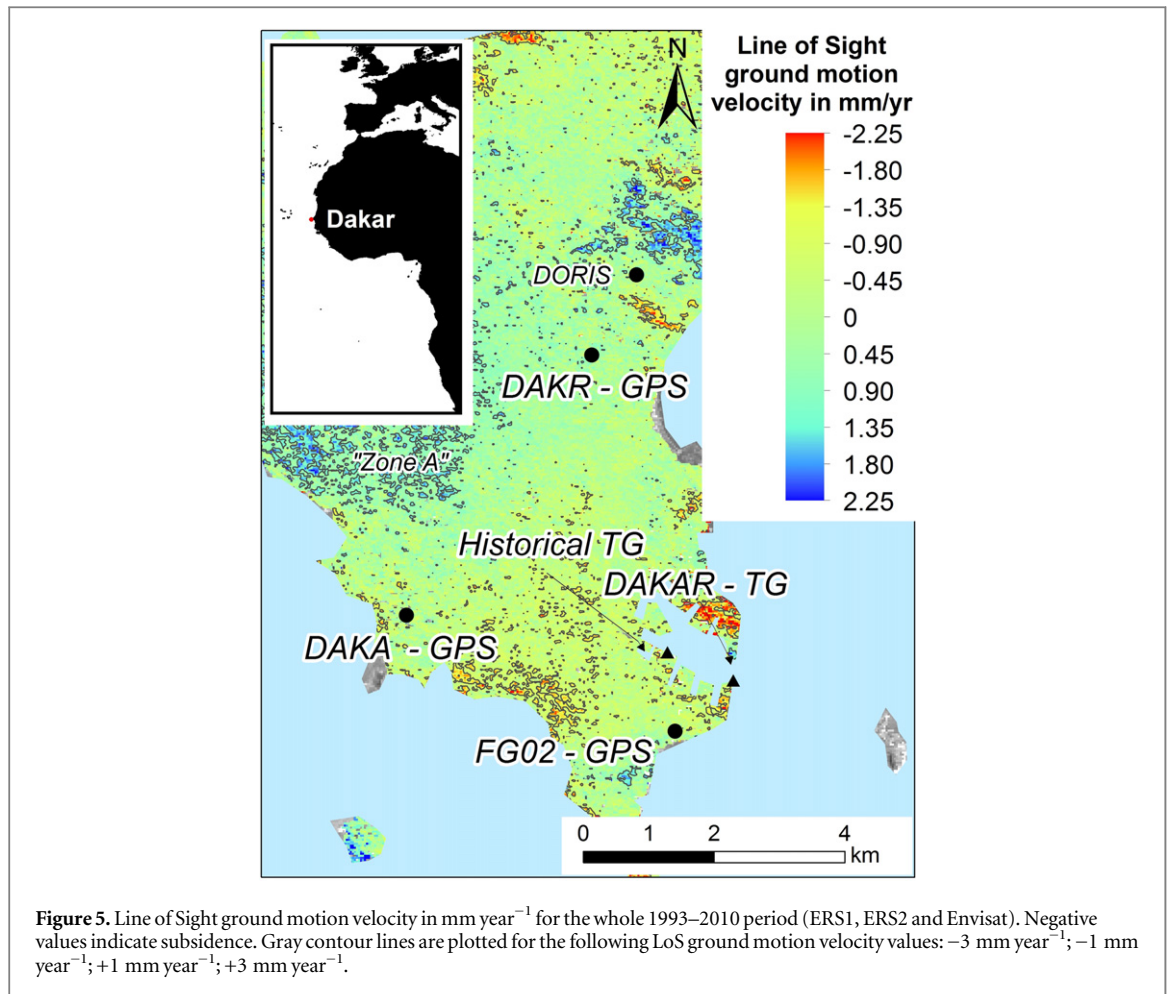 N
Line of Sight
ground motion
velocity in mm/yr
-2.25
-1.80
-1.35
-0.90
-0.45
0
0.45
0.90
1.35
1.80
2.25
Dakar
DORIS
DAKR - GPS
"Zone A"
Historical TG
DAKAR - TG
DAKA - GPS
FG02 - GPS
0 1 2 4
km
Figure 5. Line of Sight ground motion velocity in mm year⁻¹ for the whole 1993–2010 period (ERS1, ERS2 and Envisat). Negative
values indicate subsidence. Gray contour lines are plotted for the following LoS ground motion velocity values: −3 mm year⁻¹; −1 mm
year⁻¹; +1 mm year⁻¹; +3 mm year⁻¹.